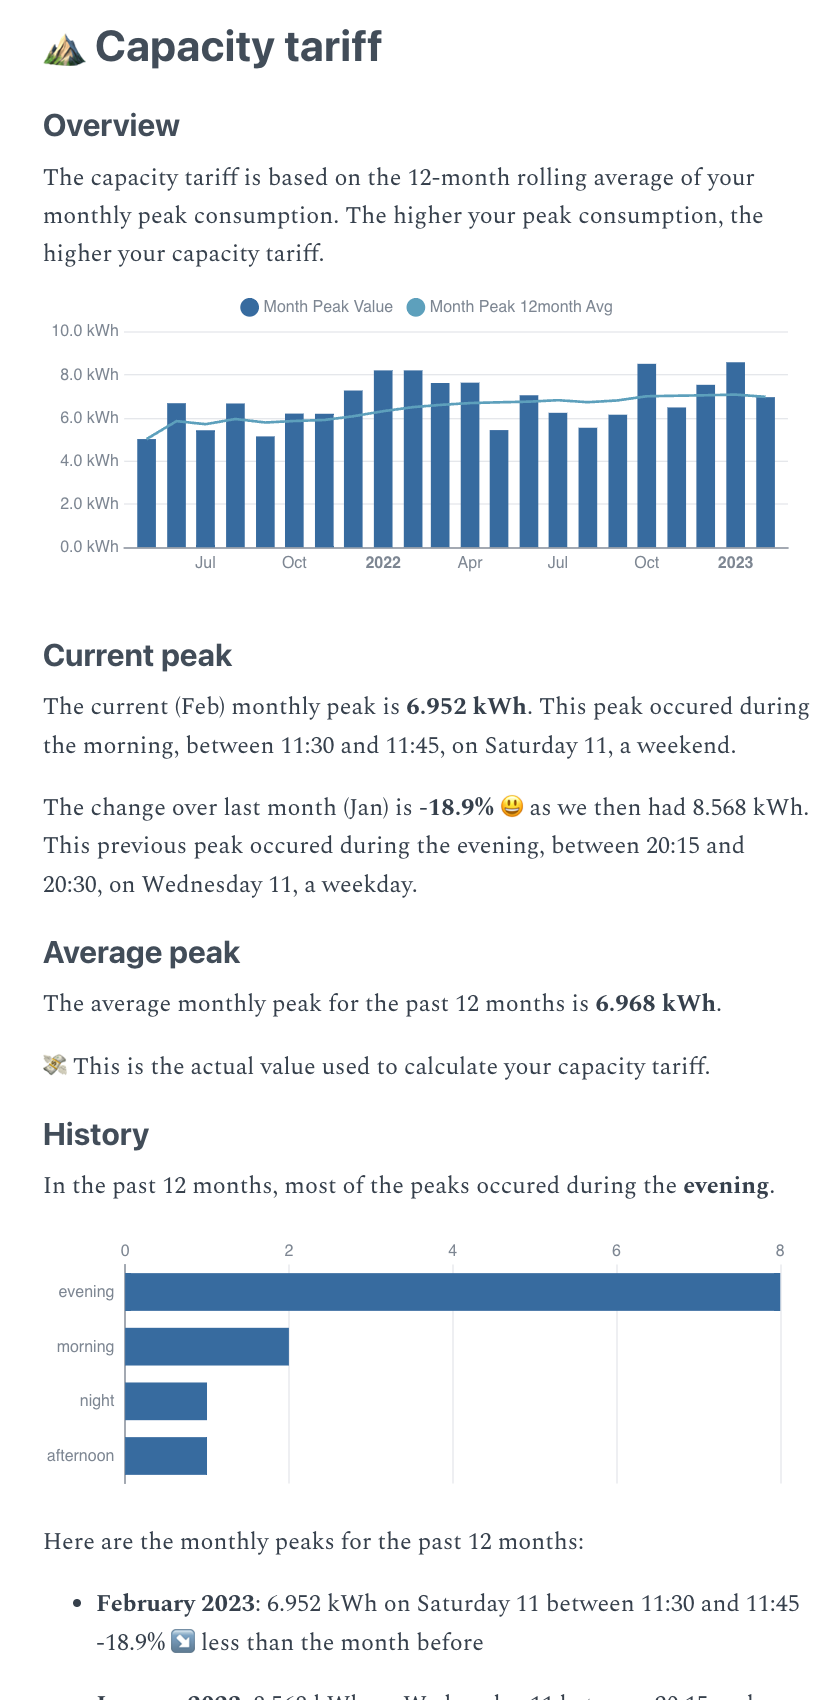 Capacity tariff
Overview
The capacity tariff is based on the 12-month rolling average of your
monthly peak consumption. The higher your peak consumption, the
higher your capacity tariff.
Month Peak Value Month Peak 12month Avg
10.0 kWh
8.0 kWh
6.0 kWh
4.0 kWh
2.0 kWh
0.0 kWh
Jul Oct 2022 Apr Jul Oct 2023
Current peak
The current (Feb) monthly peak is 6.952 kWh. This peak occured during
the morning, between 11:30 and 11:45, on Saturday 11, a weekend.
The change over last month (Jan) is -18.9% 😃 as we then had 8.568 kWh.
This previous peak occured during the evening, between 20:15 and
20:30, on Wednesday 11, a weekday.
Average peak
The average monthly peak for the past 12 months is 6.968 kWh.
💸 This is the actual value used to calculate your capacity tariff.
History
In the past 12 months, most of the peaks occured during the evening.
0 2 4 6 8
evening
morning
night
afternoon
Here are the monthly peaks for the past 12 months:
• February 2023: 6.952 kWh on Saturday 11 between 11:30 and 11:45
-18.9% ↘️ less than the month before